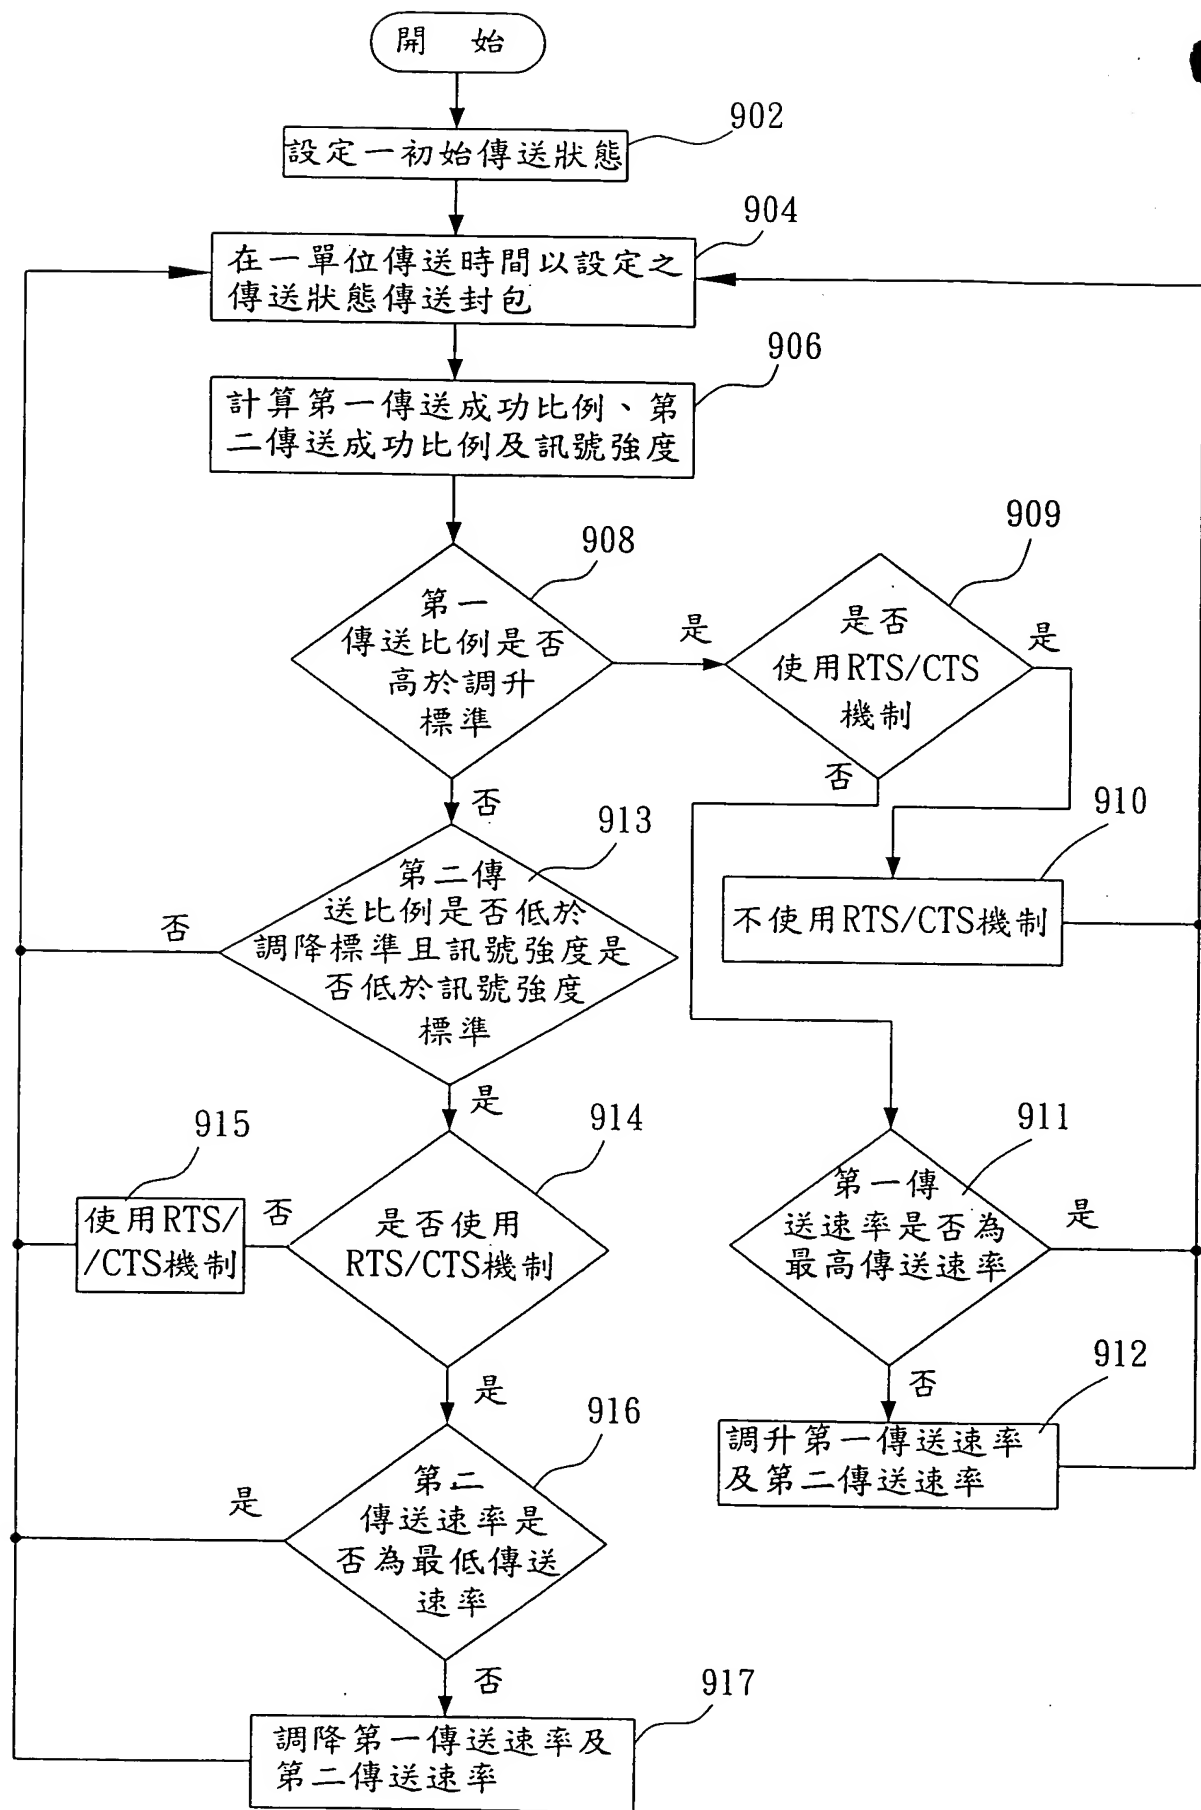 開 始
902
設定一初始傳送狀態
904
在一單位傳送時間以設定之
傳送狀態傳送封包
906
計算第一傳送成功比例、第
二傳送成功比例及訊號強度
908
第一
傳送比例是否
高於調升
標準
是
909
是否
使用RTS/CTS
機制
是
否
否
910
不使用RTS/CTS機制
913
第二傳
送比例是否低於
調降標準且訊號強度是
否低於訊號強度
標準
否
是
911
第一傳
送速率是否為
最高傳送速率
是
否
912
調升第一傳送速率
及第二傳送速率
914
是否使用
RTS/CTS機制
否
915
使用RTS/
/CTS機制
是
916
第二
傳送速率是
否為最低傳送
速率
是
否
917
調降第一傳送速率及
第二傳送速率